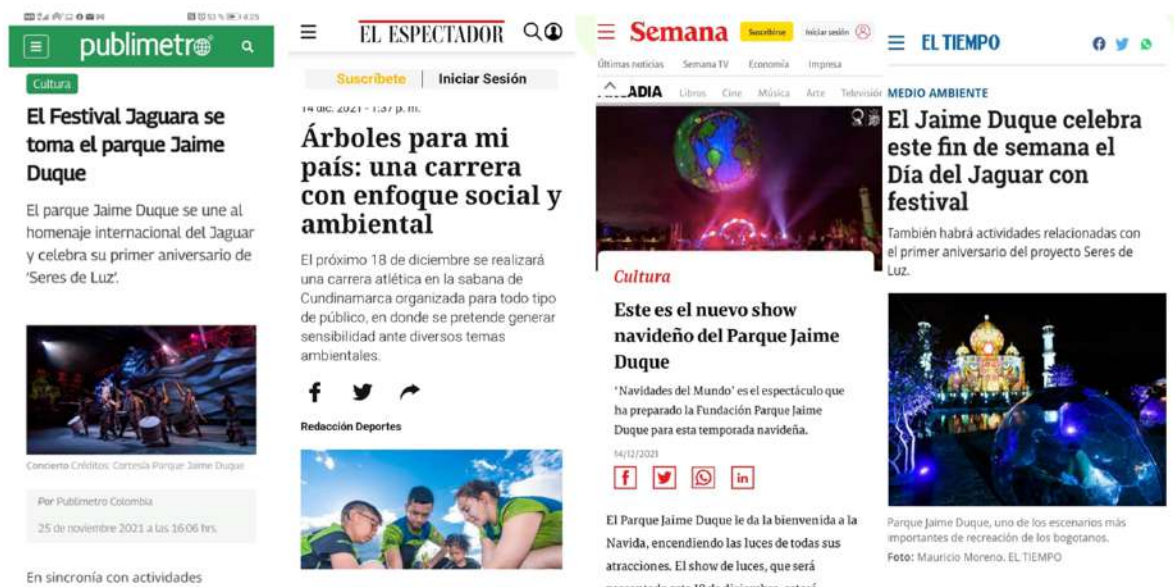 4:25
publimetro
Cultura
El Festival Jaguara se
toma el parque Jaime
Duque
El parque Jaime Duque se une al
homenaje internacional del Jaguar
y celebra su primer aniversario de
'Seres de Luz'.
Concierto Créditos: Cortesía Parque Jaime Duque
Por Publimetro Colombia
25 de noviembre 2021 a las 16:06 hrs.
En sincronía con actividades
EL ESPECTADOR
Suscríbete | Iniciar Sesión
14 dic. 2021 - 1:37 p. m.
Árboles para mi
país: una carrera
con enfoque social y
ambiental
El próximo 18 de diciembre se realizará
una carrera atlética en la sabana de
Cundinamarca organizada para todo tipo
de público, en donde se pretende generar
sensibilidad ante diversos temas
ambientales.
Redacción Deportes
Semana
Suscribirse
Iniciar sesión
Últimas noticias Semana TV Economía Impresa
ADIA Libros Cine Música Arte Televisión
Cultura
Este es el nuevo show
navideño del Parque Jaime
Duque
'Navidades del Mundo' es el espectáculo que
ha preparado la Fundación Parque Jaime
Duque para esta temporada navideña.
14/12/2021
El Parque Jaime Duque le da la bienvenida a la
Navida, encendiendo las luces de todas sus
atracciones. El show de luces, que será
EL TIEMPO
MEDIO AMBIENTE
El Jaime Duque celebra
este fin de semana el
Día del Jaguar con
festival
También habrá actividades relacionadas con
el primer aniversario del proyecto Seres de
Luz.
Parque Jaime Duque, uno de los escenarios más
importantes de recreación de los bogotanos.
Foto: Mauricio Moreno. EL TIEMPO